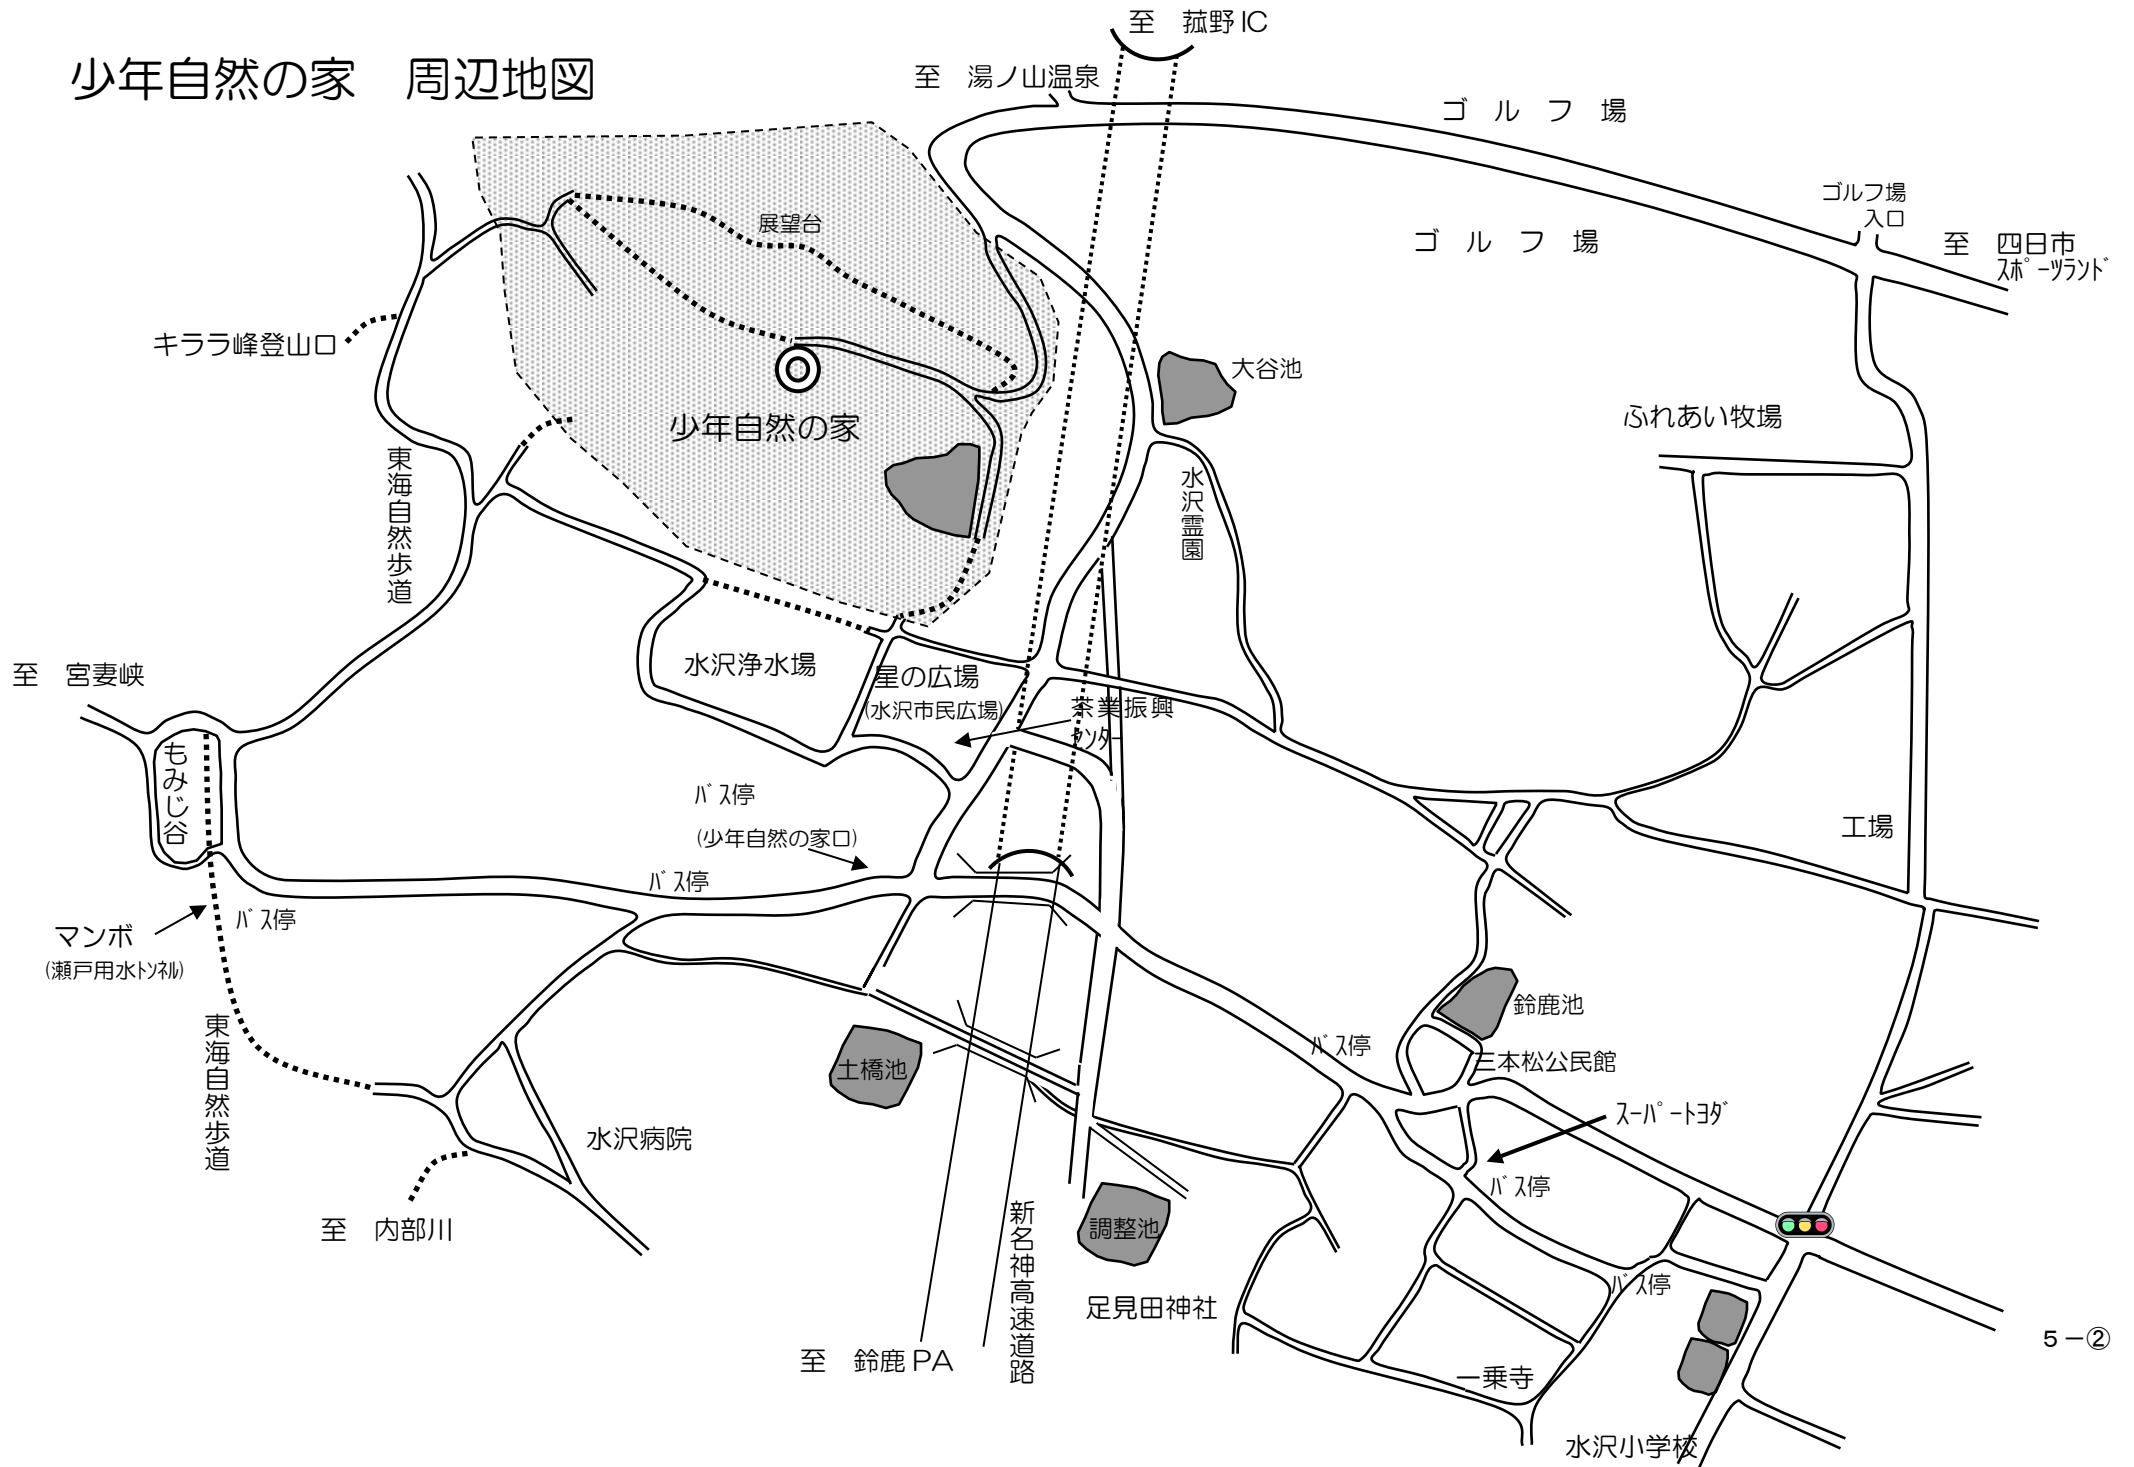 至　菰野IC
少年自然の家　周辺地図
至　湯ノ山温泉
ゴ　ル　フ　場
ゴルフ場
入口
展望台
ゴ　ル　フ　場
至　四日市
ｽﾎﾟｰﾂﾗﾝﾄﾞ
キララ峰登山口
大谷池
ふれあい牧場
少年自然の家
東海自然歩道
水沢霊園
水沢浄水場
星の広場
(水沢市民広場)
茶業振興
ｾﾝﾀｰ
至　宮妻峡
もみじ谷
ﾊﾞｽ停
(少年自然の家口)
工場
ﾊﾞｽ停
ﾊﾞｽ停
マンボ
(瀬戸用水ﾄﾝﾈﾙ)
東海自然歩道
鈴鹿池
ﾊﾞｽ停
三本松公民館
土橋池
ｽｰﾊﾟｰﾄﾖﾀﾞ
水沢病院
ﾊﾞｽ停
至　内部川
新名神高速道路
調整池
ﾊﾞｽ停
足見田神社
5－②
至　鈴鹿PA
一乗寺
水沢小学校